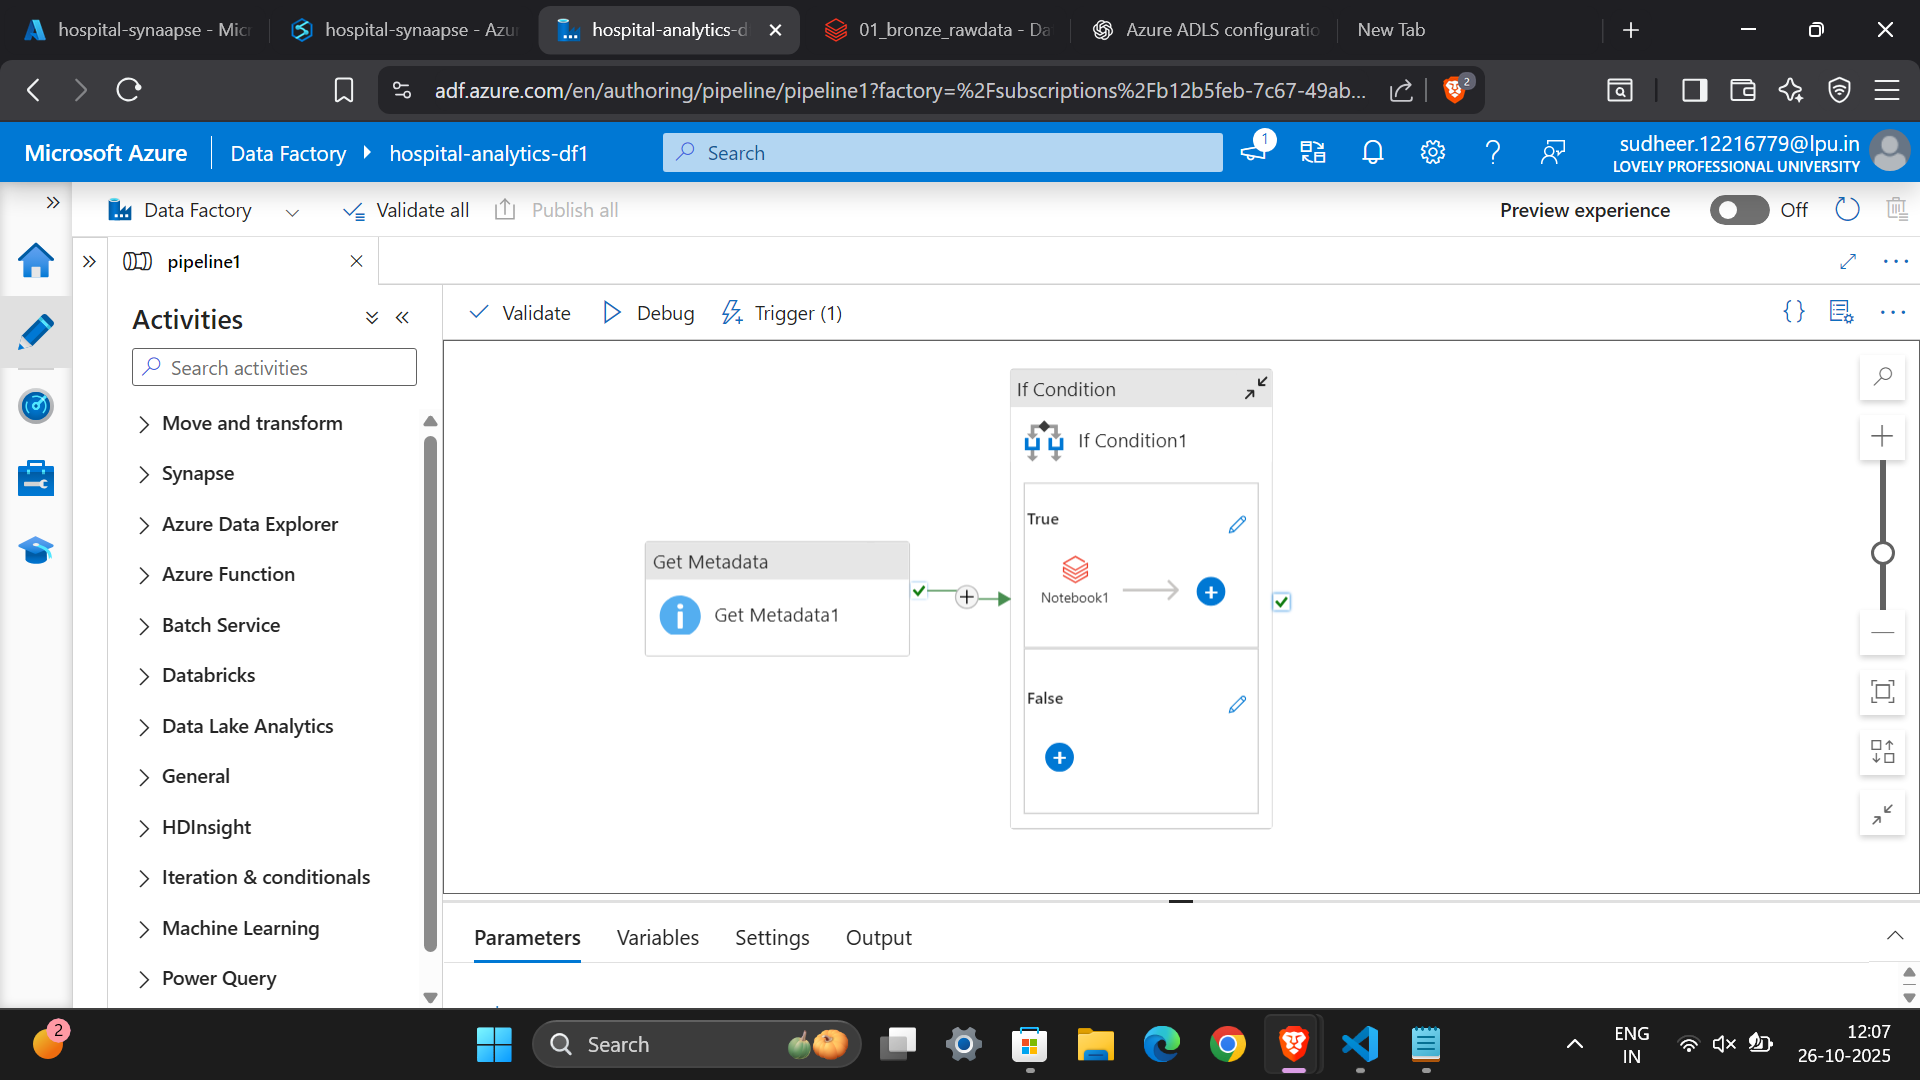 hospital-synaapse - Mic
hospital-synaapse - Azu
hospital-analytics-d
01_bronze_rawdata - Da
Azure ADLS configuratio
New Tab
adf.azure.com/en/authoring/pipeline/pipeline1?factory=%2Fsubscriptions%2Fb12b5feb-7c67-49ab...
2
Microsoft Azure
Data Factory
hospital-analytics-df1
Search
1
sudheer.12216779@lpu.in
LOVELY PROFESSIONAL UNIVERSITY
Data Factory
Validate all
Publish all
Preview experience
Off
pipeline1
Activities
Search activities
Move and transform
Synapse
Azure Data Explorer
Azure Function
Batch Service
Databricks
Data Lake Analytics
General
HDInsight
Iteration & conditionals
Machine Learning
Power Query
Validate
Debug
Trigger (1)
Get Metadata
Get Metadata1
If Condition
If Condition1
True
Notebook1
False
Parameters
Variables
Settings
Output
2
Search
ENG
IN
12:07
26-10-2025